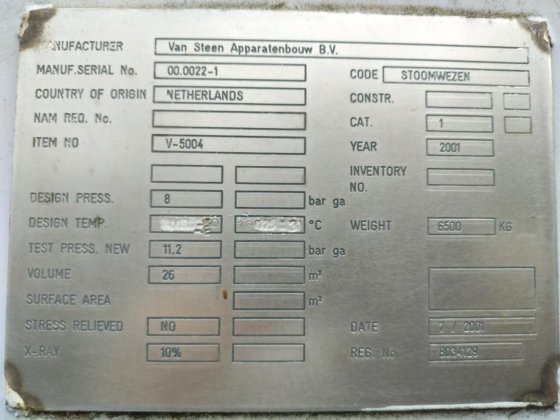 MANUFACTURER Van Steen Apparatenbouw B.V.
MANUF.SERIAL No. 00.0022-1 CODE STOOMWEZEN
COUNTRY OF ORIGIN NETHERLANDS CONSTR.
NAM REQ. No. CAT. 1
ITEM NO V-5004 YEAR 2001
INVENTORY NO.
DESIGN PRESS. 8 bar ga
DESIGN TEMP. °C WEIGHT 6500 KG
TEST PRESS. NEW 11,2 bar ga
VOLUME 26 m³
SURFACE AREA m²
STRESS RELIEVED NO DATE 7 / 2001
X-RAY 10% REG. No. 8034129